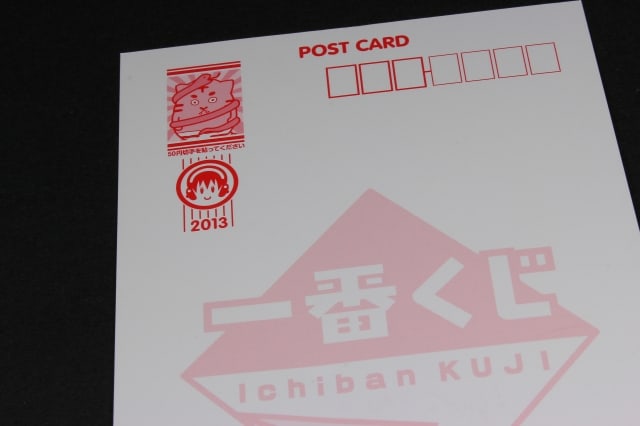 POST CARD
50円切手を貼ってください
2013
一番くじ
Ichiban KUJI